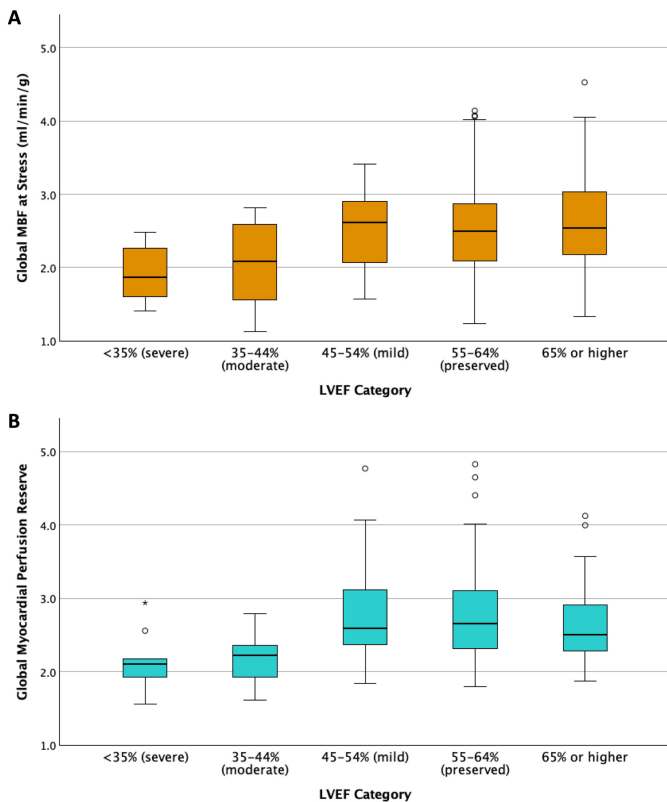 A
Global MBF at Stress (ml/min/g)
5.0
4.0
3.0
2.0
1.0
<35% (severe)
35–44%
(moderate)
45–54% (mild)
55–64%
(preserved)
65% or higher
LVEF Category
B
Global Myocardial Perfusion Reserve
5.0
4.0
3.0
2.0
1.0
<35% (severe)
35–44%
(moderate)
45–54% (mild)
55–64%
(preserved)
65% or higher
LVEF Category